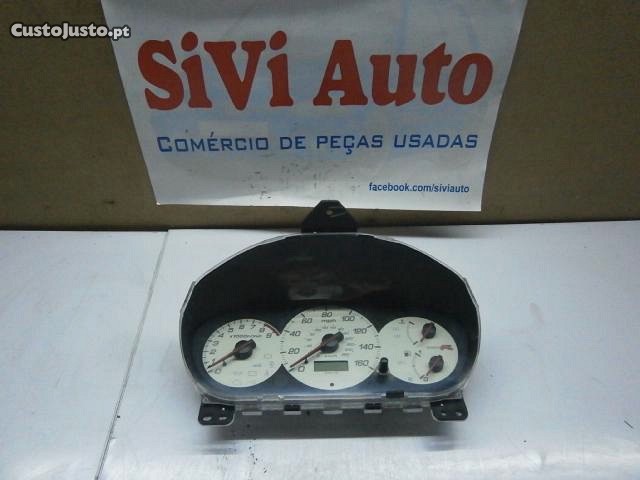 CustoJusto.pt
SiVi Auto
COMÉRCIO DE PEÇAS USADAS
facebook.com/siviauto
80 mph 100
60 120
40 140
20 160
0